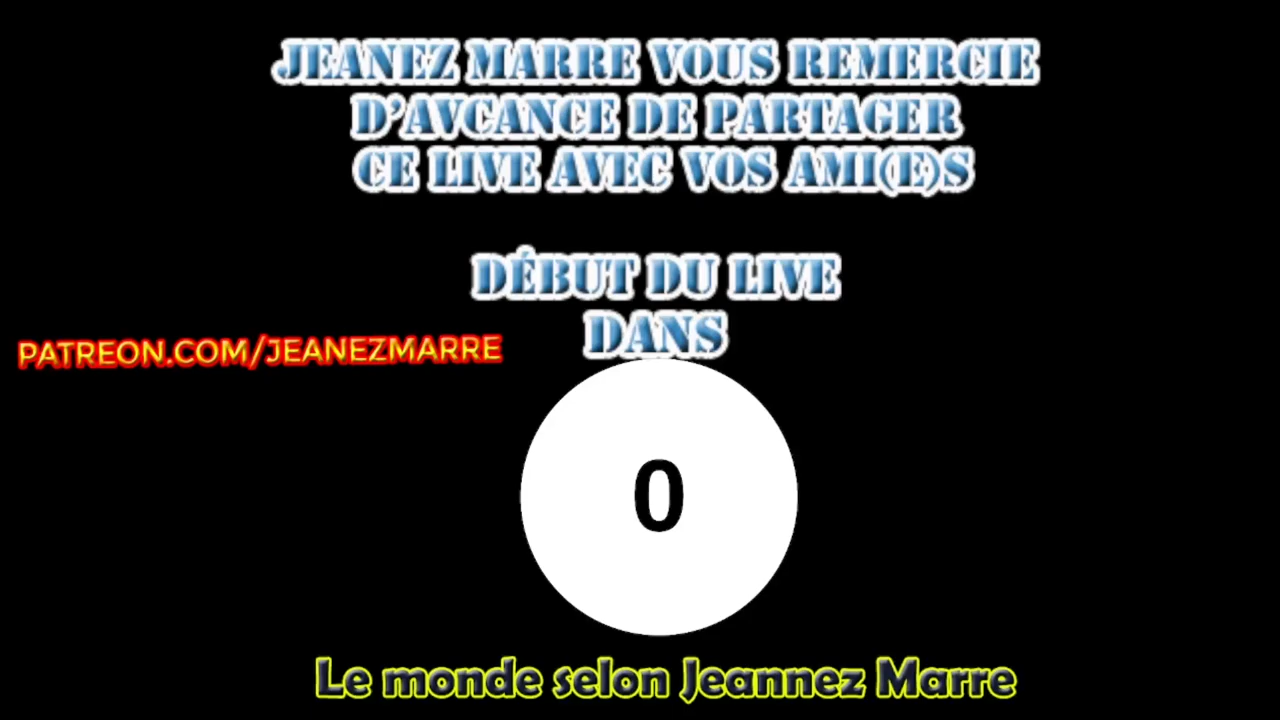 JEANEZ MARRE VOUS REMERCIE
D'AVCANCE DE PARTAGER
CE LIVE AVEC VOS AMI(E)S
DÉBUT DU LIVE
DANS
PATREON.COM/JEANEZMARRE
0
Le monde selon Jeannez Marre